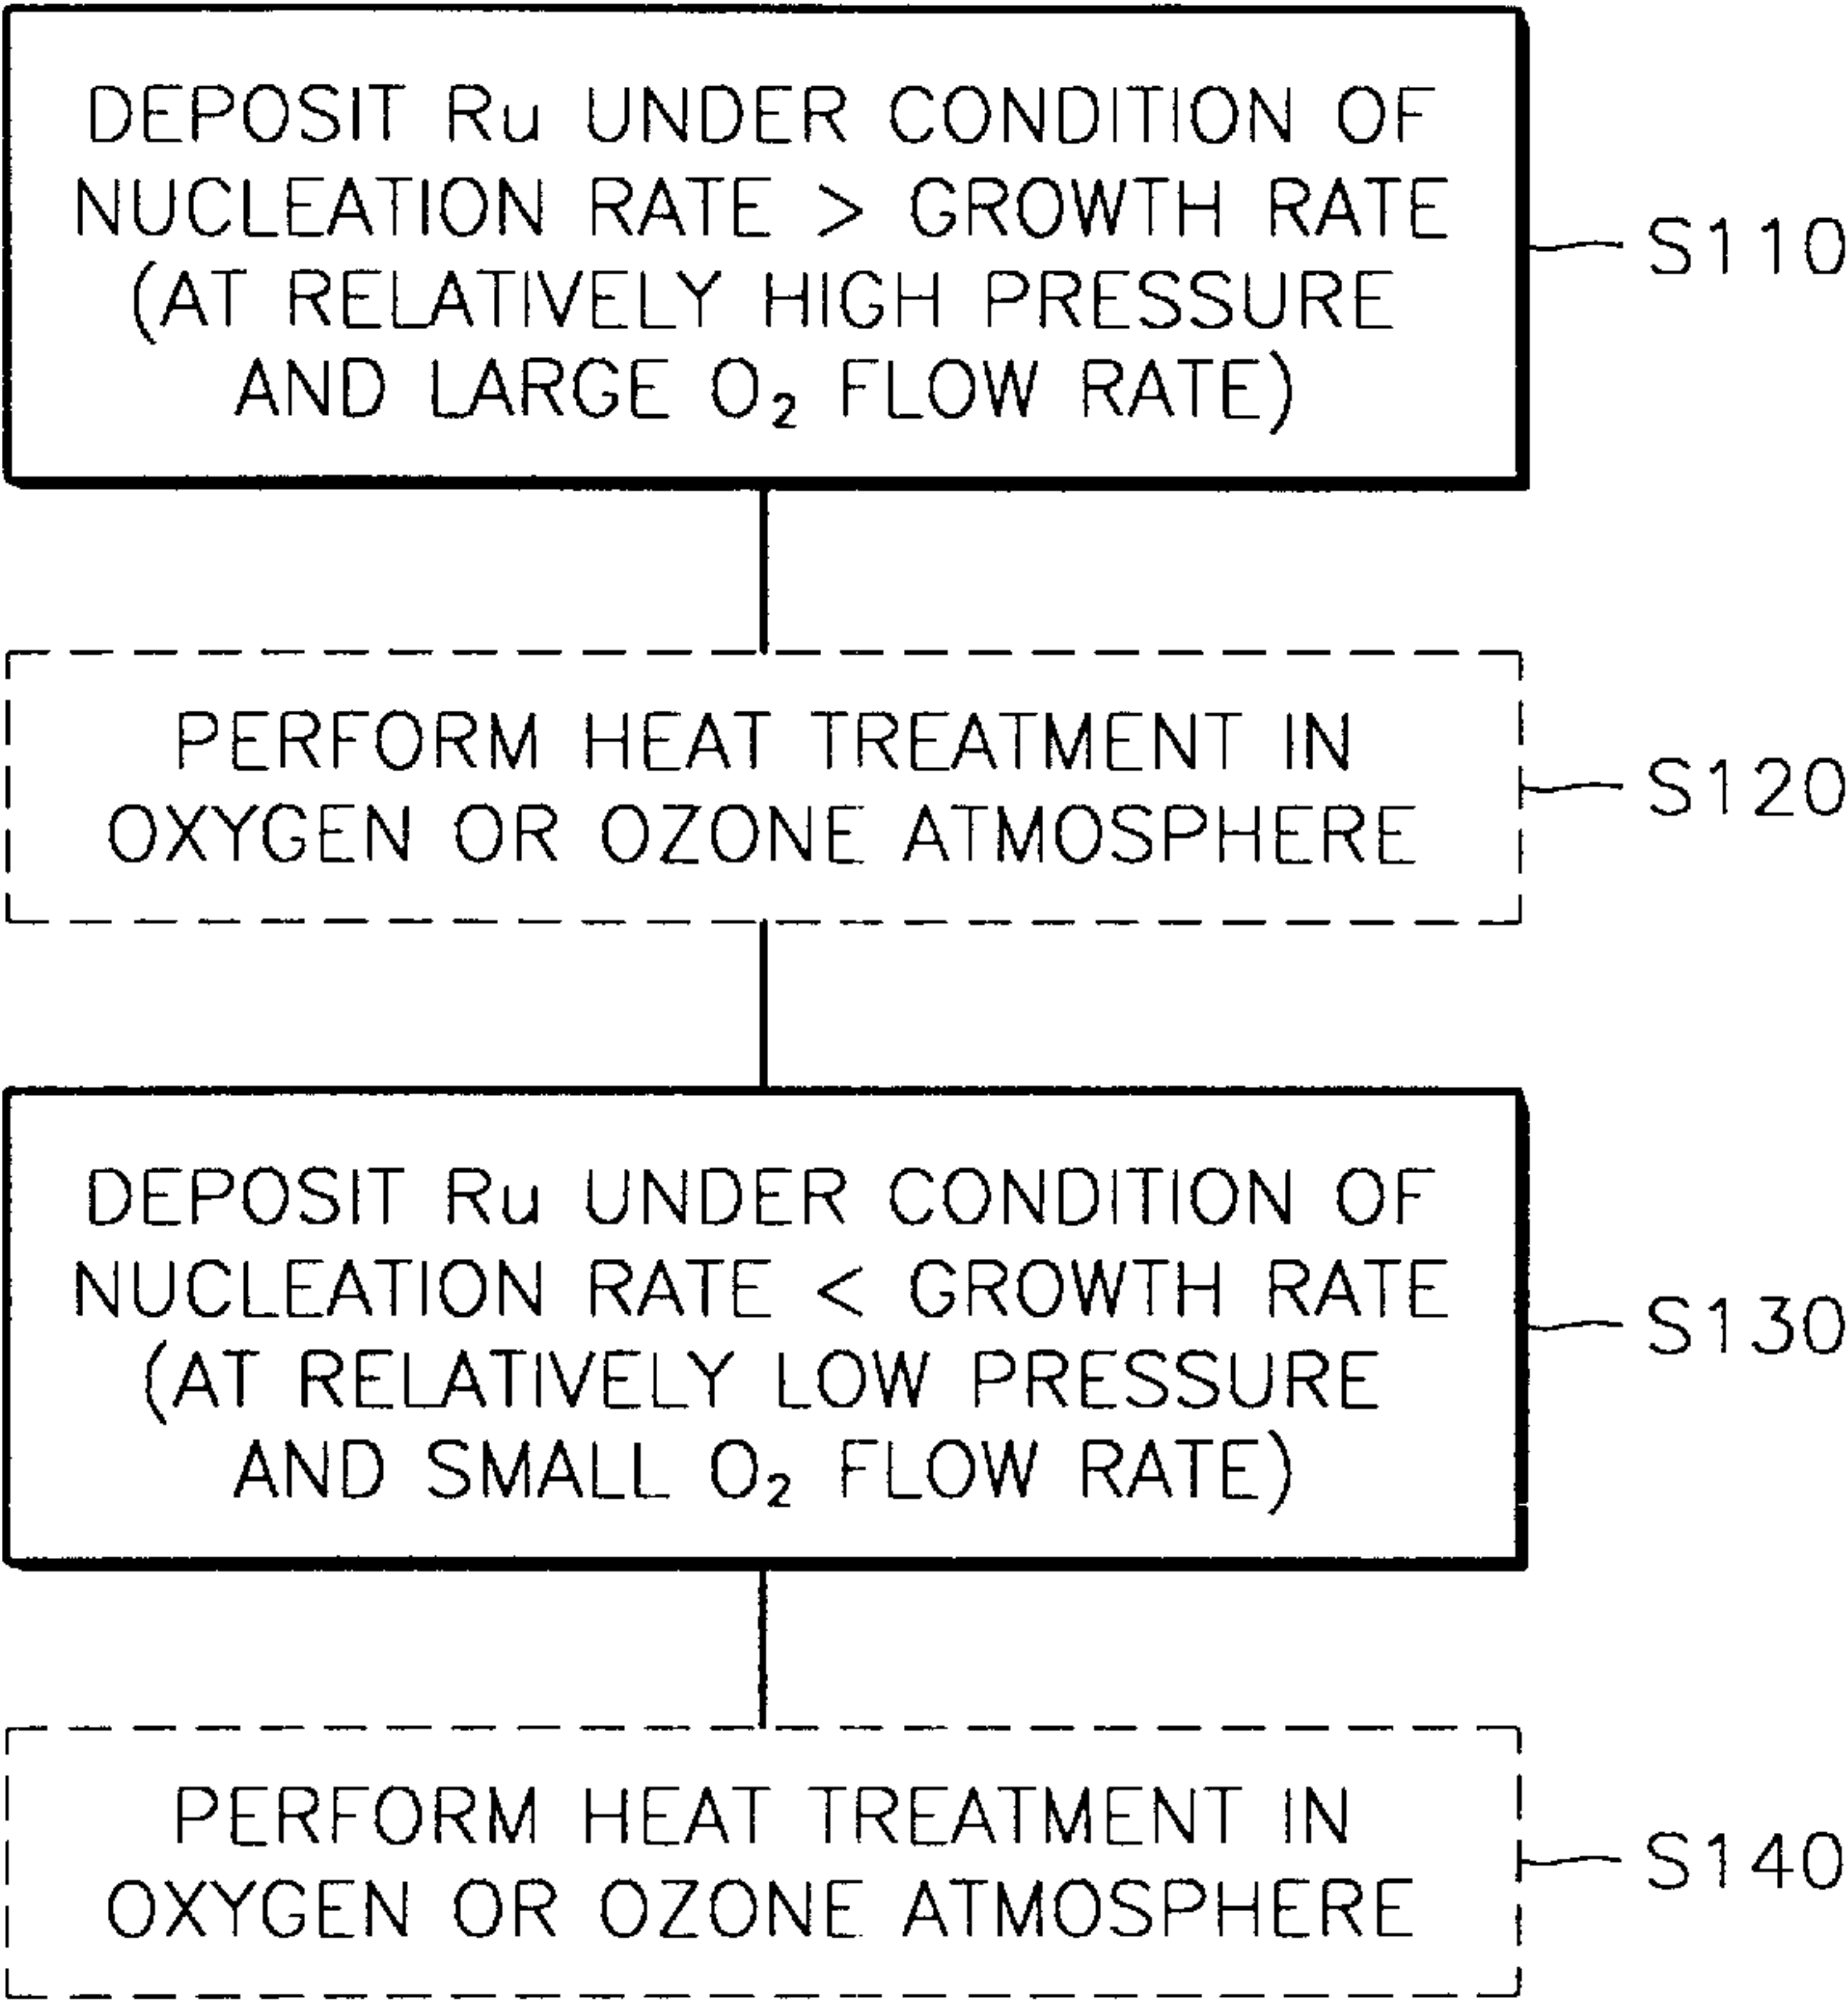 DEPOSIT Ru UNDER CONDITION OF
NUCLEATION RATE > GROWTH RATE
(AT RELATIVELY HIGH PRESSURE
AND LARGE O₂ FLOW RATE)
S110
PERFORM HEAT TREATMENT IN
OXYGEN OR OZONE ATMOSPHERE
S120
DEPOSIT Ru UNDER CONDITION OF
NUCLEATION RATE < GROWTH RATE
(AT RELATIVELY LOW PRESSURE
AND SMALL O₂ FLOW RATE)
S130
PERFORM HEAT TREATMENT IN
OXYGEN OR OZONE ATMOSPHERE
S140